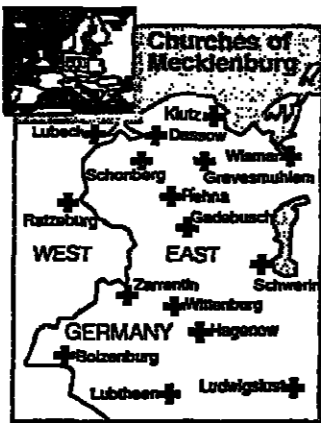 Churches of
Mecklenburg
Klutz
Lubeck
Dassow
Wismar
Schonberg
Grevesmuhlem
Rehna
Ratzeburg
Gadebusch
WEST
EAST
Schwerin
Zarrentin
Wittenburg
GERMANY
Hagenow
Boizenburg
Lubtheen
Ludwigslust